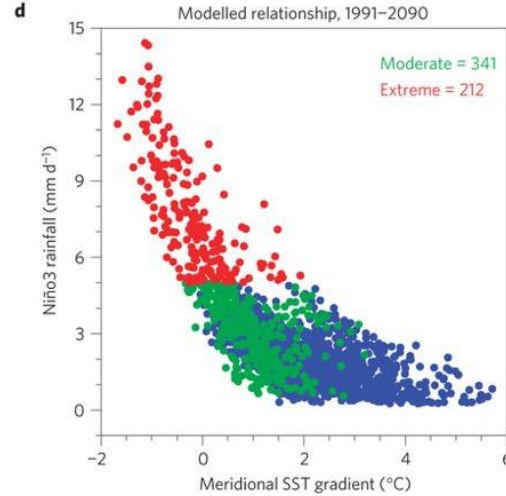 d
Modelled relationship, 1991–2090
Moderate = 341
Extreme = 212
Niño3 rainfall (mm d⁻¹)
15
12
9
6
3
0
−2
0
2
4
6
Meridional SST gradient (°C)